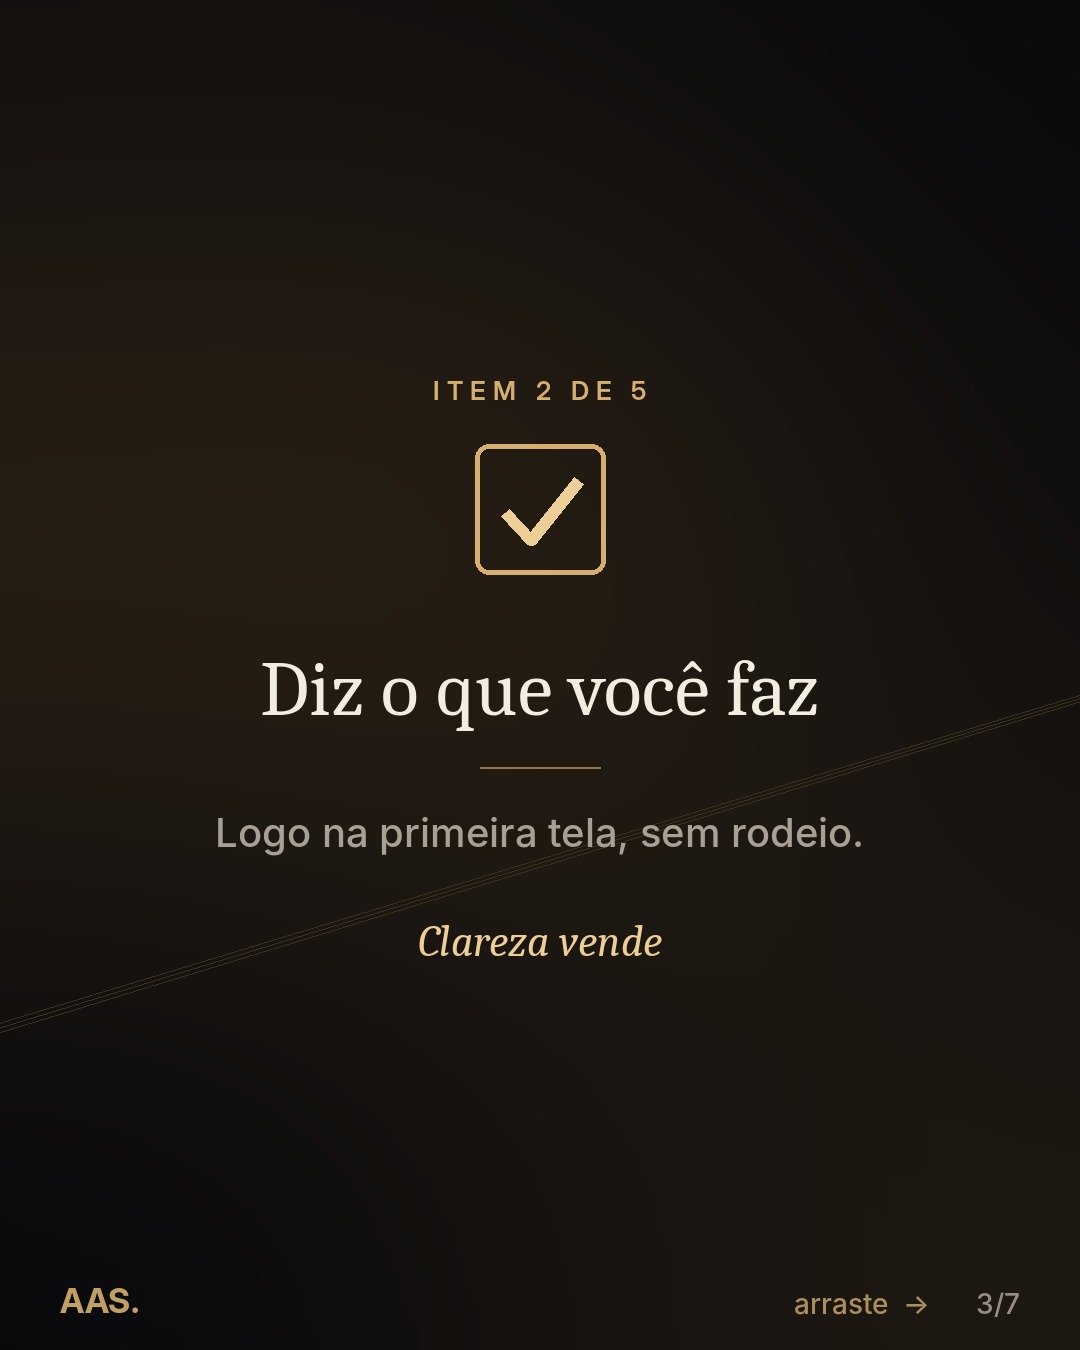 ITEM 2 DE 5
Diz o que você faz
Logo na primeira tela, sem rodeio.
Clareza vende
AAS.
arraste → 3/7